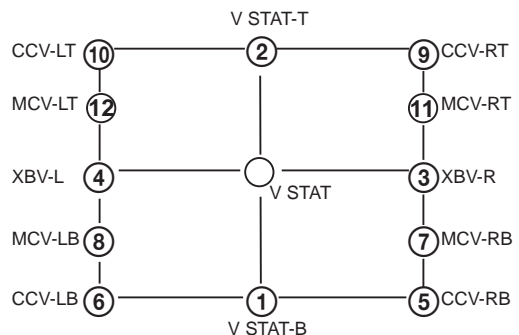 V STAT-T
CCV-LT 10 2 9 CCV-RT
MCV-LT 12 11 MCV-RT
XBV-L 4 3 XBV-R
V STAT
MCV-LB 8 7 MCV-RB
CCV-LB 6 1 5 CCV-RB
V STAT-B